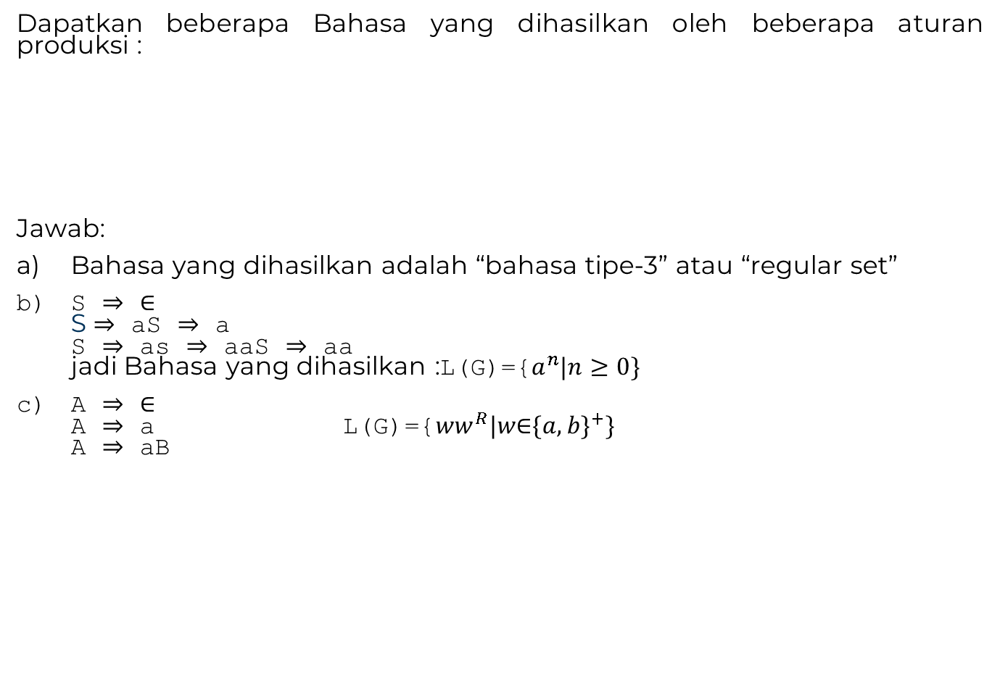 Dapatkan beberapa Bahasa yang dihasilkan oleh beberapa aturan
produksi :
Jawab:
a) Bahasa yang dihasilkan adalah “bahasa tipe-3” atau “regular set”
b) S ⇒ ∈
S ⇒ aS ⇒ a
S ⇒ as ⇒ aaS ⇒ aa
jadi Bahasa yang dihasilkan :L(G)={aⁿ|n ≥ 0}
c) A ⇒ ∈
A ⇒ a L(G)={wwᴿ|w∈{a, b}⁺}
A ⇒ aB